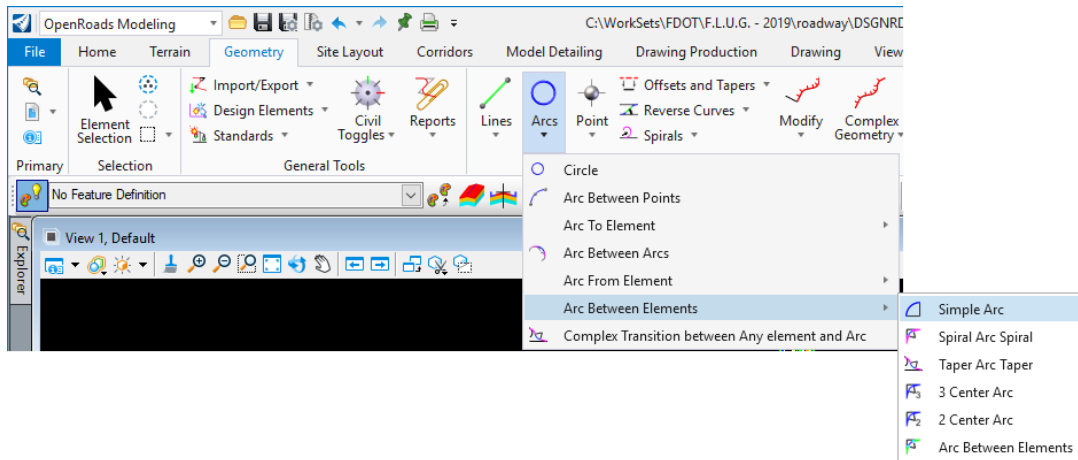 OpenRoads Modeling
C:\WorkSets\FDOT\F.L.U.G. - 2019\roadway\DSGNRD
File Home Terrain Geometry Site Layout Corridors Model Detailing Drawing Production Drawing View
Import/Export Offsets and Tapers
Design Elements Reverse Curves
Standards Spirals
Element Selection
Civil Toggles
Reports
Lines
Arcs
Point
Modify
Complex Geometry
Primary Selection General Tools
No Feature Definition
Explorer
View 1, Default
Circle
Arc Between Points
Arc To Element
Arc Between Arcs
Arc From Element
Arc Between Elements
Complex Transition between Any element and Arc
Simple Arc
Spiral Arc Spiral
Taper Arc Taper
3 Center Arc
2 Center Arc
Arc Between Elements